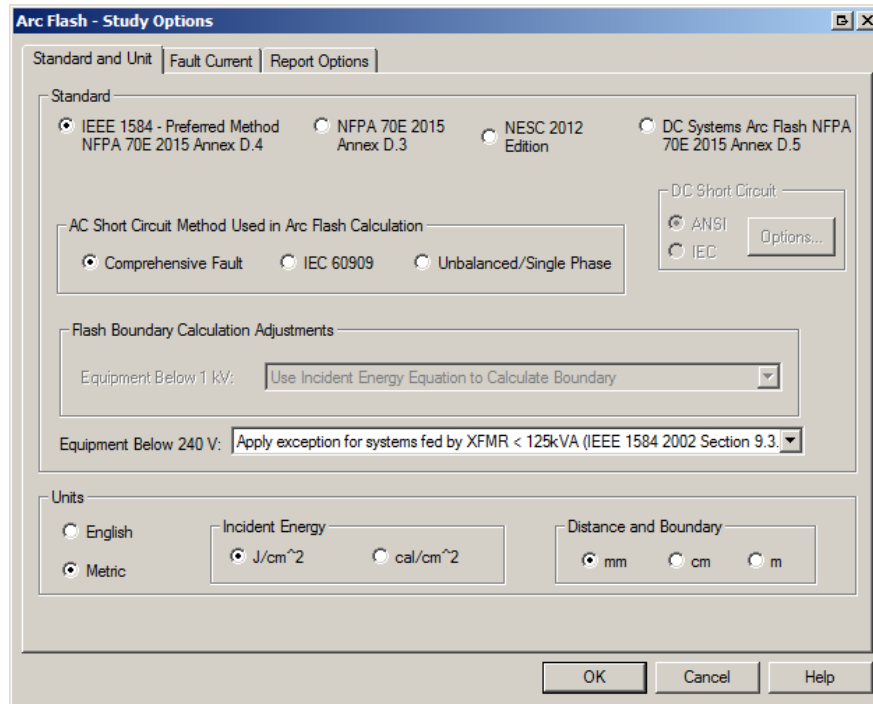 Arc Flash - Study Options
Standard and Unit
Fault Current
Report Options
Standard
IEEE 1584 - Preferred Method
NFPA 70E 2015 Annex D.4
NFPA 70E 2015
Annex D.3
NESC 2012
Edition
DC Systems Arc Flash NFPA
70E 2015 Annex D.5
DC Short Circuit
ANSI
IEC
Options...
AC Short Circuit Method Used in Arc Flash Calculation
Comprehensive Fault
IEC 60909
Unbalanced/Single Phase
Flash Boundary Calculation Adjustments
Equipment Below 1 kV:
Use Incident Energy Equation to Calculate Boundary
Equipment Below 240 V:
Apply exception for systems fed by XFMR < 125kVA (IEEE 1584 2002 Section 9.3.
Units
English
Metric
Incident Energy
J/cm^2
cal/cm^2
Distance and Boundary
mm
cm
m
OK
Cancel
Help